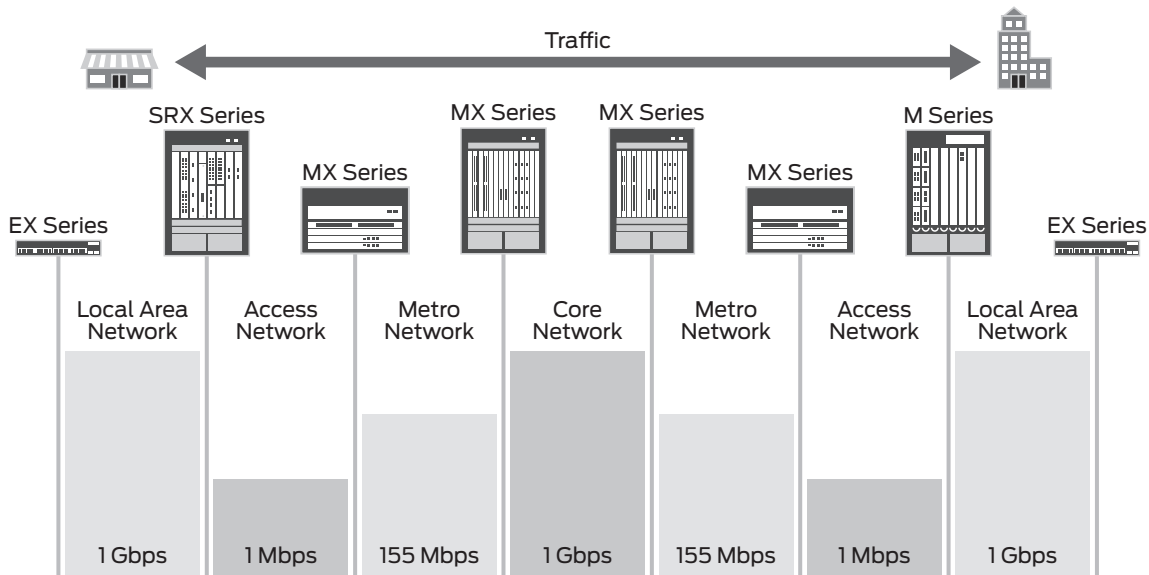 Traffic
SRX Series
MX Series
MX Series
M Series
MX Series
MX Series
EX Series
EX Series
Local Area
Network
Access
Network
Metro
Network
Core
Network
Metro
Network
Access
Network
Local Area
Network
1 Gbps
1 Mbps
155 Mbps
1 Gbps
155 Mbps
1 Mbps
1 Gbps